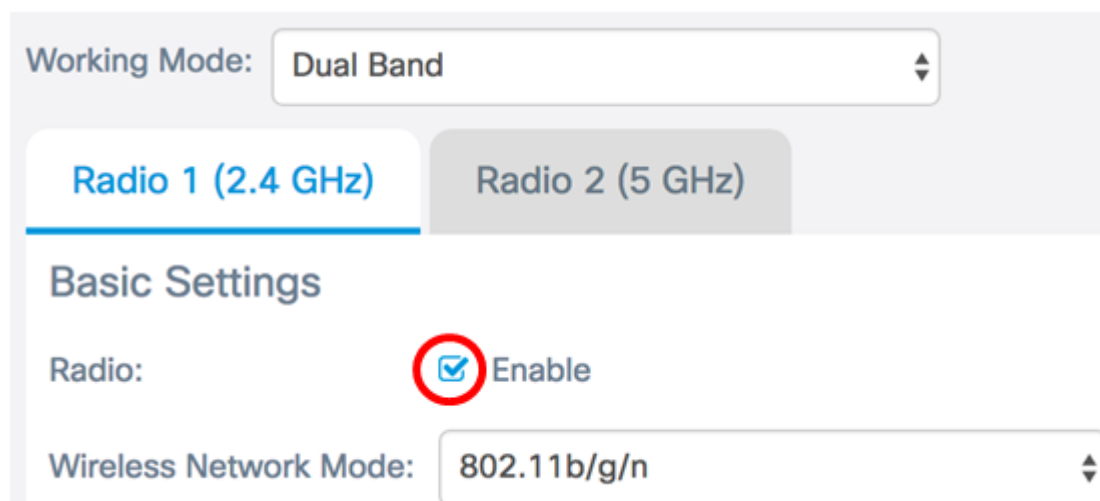 Working Mode: Dual Band
Radio 1 (2.4 GHz) Radio 2 (5 GHz)
Basic Settings
Radio: Enable
Wireless Network Mode: 802.11b/g/n